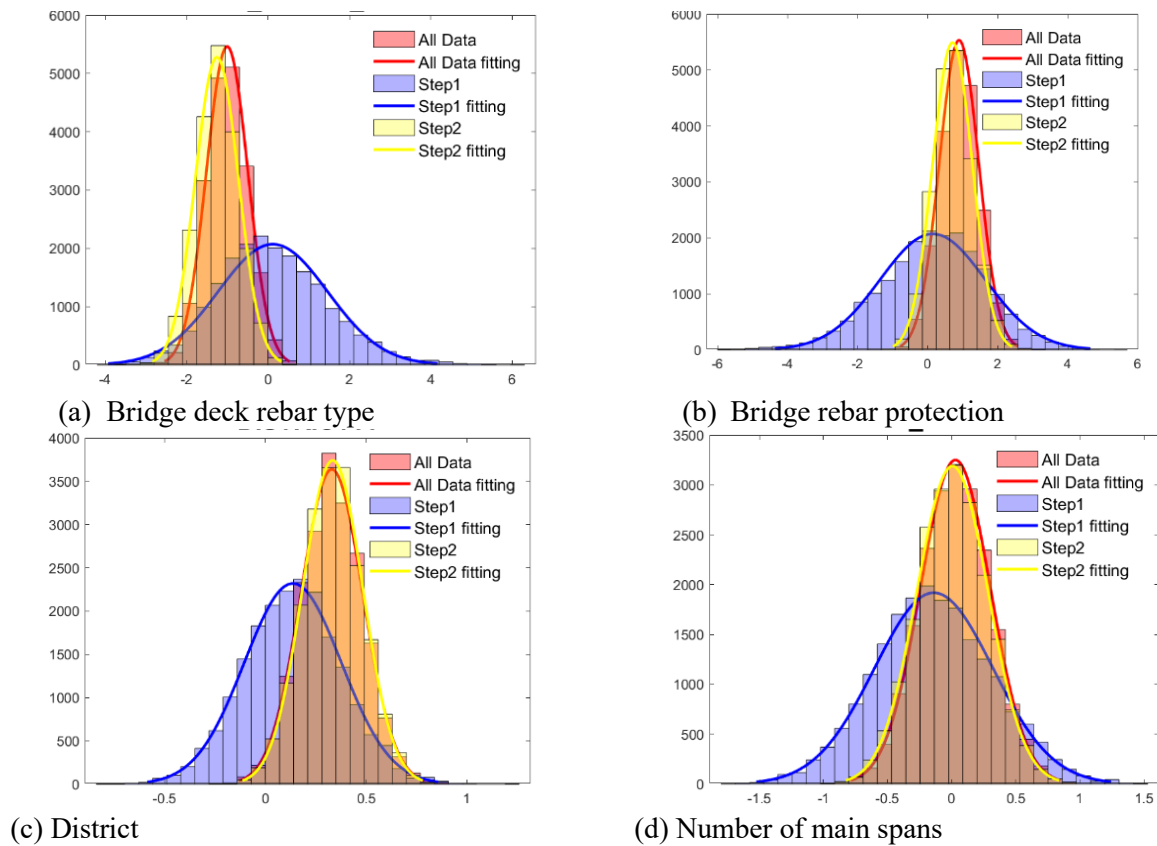 6000
5000
4000
3000
2000
1000
0
-4 -2 0 2 4 6
All Data
All Data fitting
Step1
Step1 fitting
Step2
Step2 fitting
(a) Bridge deck rebar type
6000
5000
4000
3000
2000
1000
0
-6 -4 -2 0 2 4 6
All Data
All Data fitting
Step1
Step1 fitting
Step2
Step2 fitting
(b) Bridge rebar protection
4000
3500
3000
2500
2000
1500
1000
500
0
-0.5 0 0.5 1
All Data
All Data fitting
Step1
Step1 fitting
Step2
Step2 fitting
(c) District
3500
3000
2500
2000
1500
1000
500
0
-1.5 -1 -0.5 0 0.5 1 1.5
All Data
All Data fitting
Step1
Step1 fitting
Step2
Step2 fitting
(d) Number of main spans